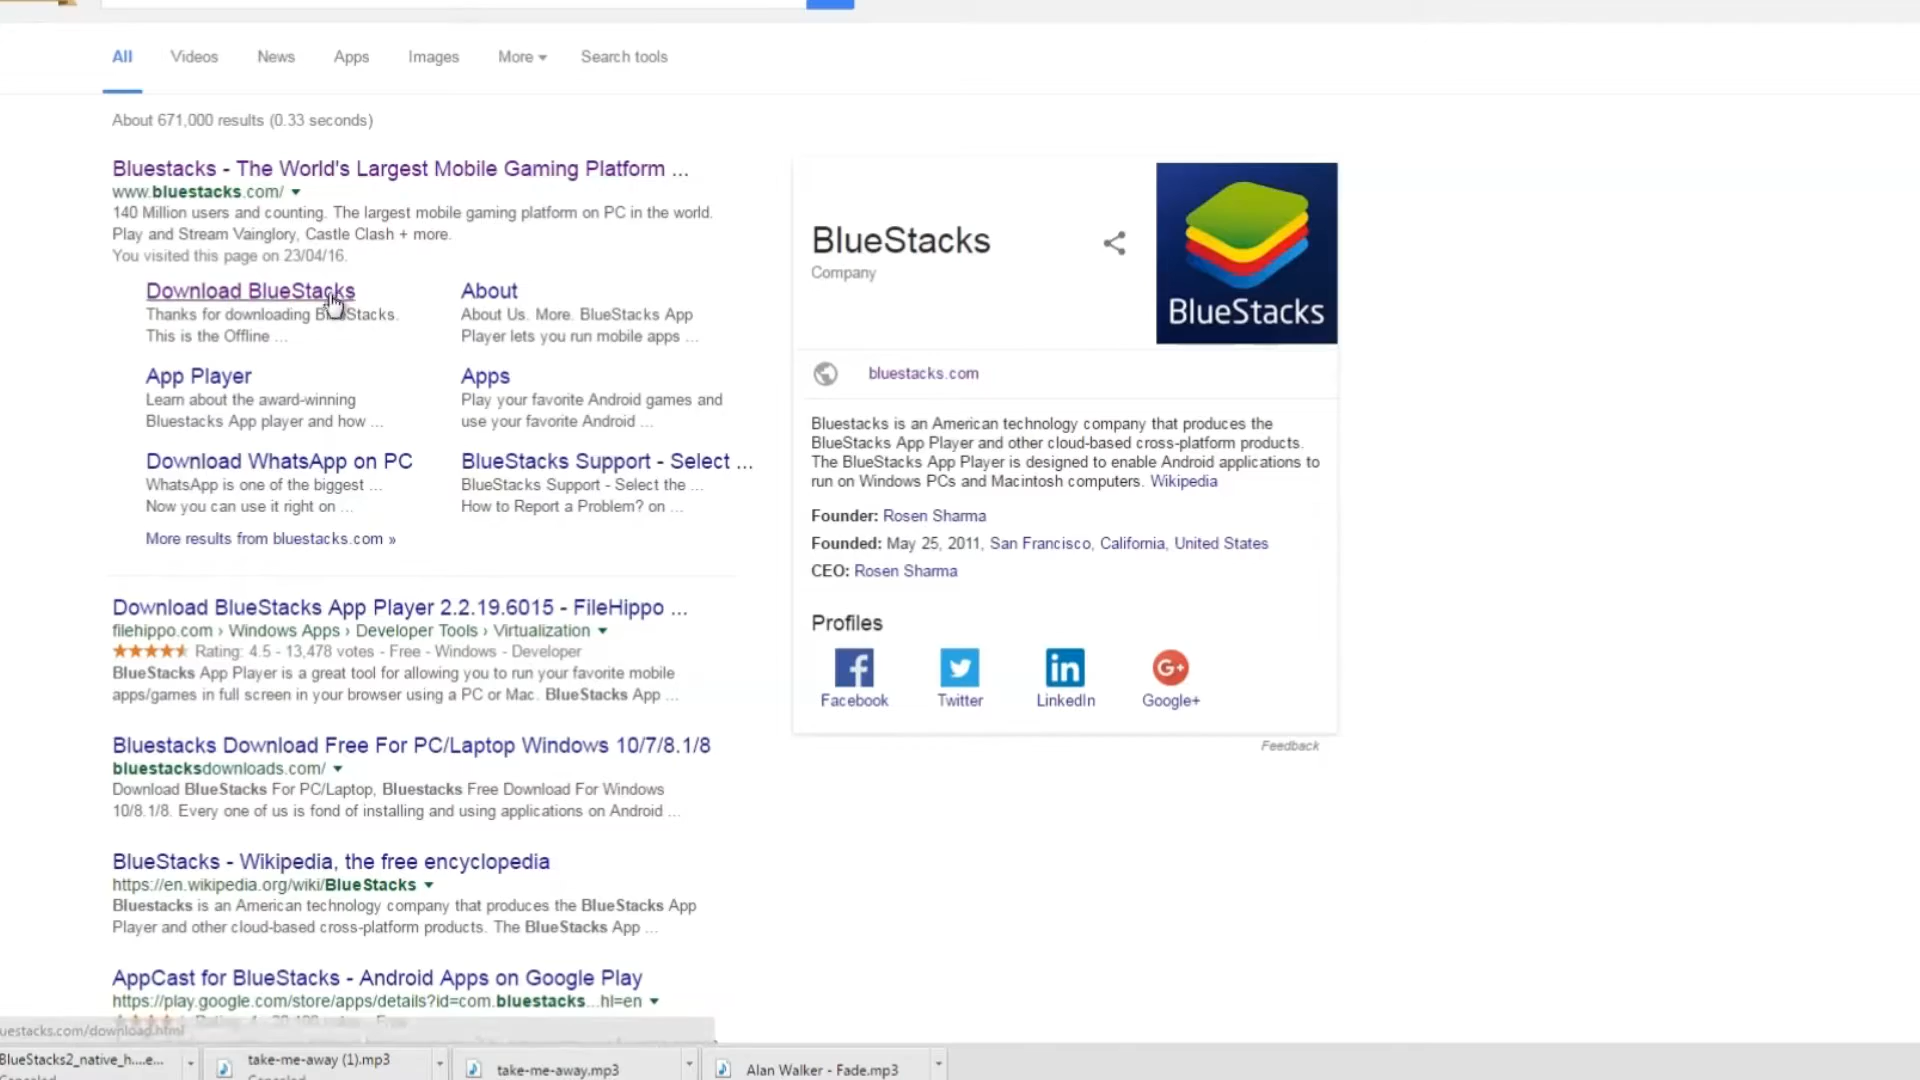 All Videos News Apps Images More Search tools
About 671,000 results (0.33 seconds)
Bluestacks - The World's Largest Mobile Gaming Platform ...
www.bluestacks.com/
140 Million users and counting. The largest mobile gaming platform on PC in the world.
Play and Stream Vainglory, Castle Clash + more.
You visited this page on 23/04/16.
Download BlueStacks
Thanks for downloading BlueStacks.
This is the Offline ...
About
About Us. More. BlueStacks App
Player lets you run mobile apps ...
App Player
Learn about the award-winning
Bluestacks App player and how ...
Apps
Play your favorite Android games and
use your favorite Android ...
Download WhatsApp on PC
WhatsApp is one of the biggest ...
Now you can use it right on ...
BlueStacks Support - Select ...
BlueStacks Support - Select the ...
How to Report a Problem? on ...
More results from bluestacks.com »
Download BlueStacks App Player 2.2.19.6015 - FileHippo ...
filehippo.com › Windows Apps › Developer Tools › Virtualization
Rating: 4.5 - 13,478 votes - Free - Windows - Developer
BlueStacks App Player is a great tool for allowing you to run your favorite mobile
apps/games in full screen in your browser using a PC or Mac. BlueStacks App ...
Bluestacks Download Free For PC/Laptop Windows 10/7/8.1/8
bluestacksdownloads.com/
Download BlueStacks For PC/Laptop, Bluestacks Free Download For Windows
10/8.1/8. Every one of us is fond of installing and using applications on Android ...
BlueStacks - Wikipedia, the free encyclopedia
https://en.wikipedia.org/wiki/BlueStacks
Bluestacks is an American technology company that produces the BlueStacks App
Player and other cloud-based cross-platform products. The BlueStacks App ...
AppCast for BlueStacks - Android Apps on Google Play
https://play.google.com/store/apps/details?id=com.bluestacks...hl=en
BlueStacks
Company
BlueStacks
bluestacks.com
Bluestacks is an American technology company that produces the
BlueStacks App Player and other cloud-based cross-platform products.
The BlueStacks App Player is designed to enable Android applications to
run on Windows PCs and Macintosh computers. Wikipedia
Founder: Rosen Sharma
Founded: May 25, 2011, San Francisco, California, United States
CEO: Rosen Sharma
Profiles
Facebook Twitter LinkedIn Google+
Feedback
uestacks.com/download.html
BlueStacks2_native_h....e...
take-me-away (1).mp3
take-me-away.mp3
Alan Walker - Fade.mp3